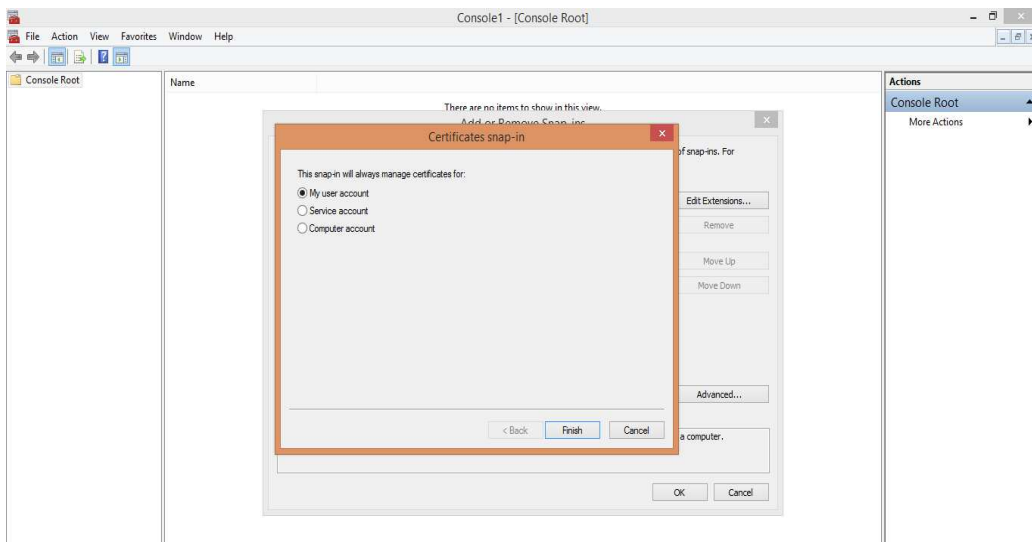 Console1 - [Console Root]
File Action View Favorites Window Help
Console Root
Name
There are no items to show in this view.
Actions
Console Root
More Actions
Add or Remove Snap-ins
of snap-ins. For
Edit Extensions...
Remove
Move Up
Move Down
Advanced...
a computer.
OK Cancel
Certificates snap-in
This snap-in will always manage certificates for:
My user account
Service account
Computer account
< Back Finish Cancel